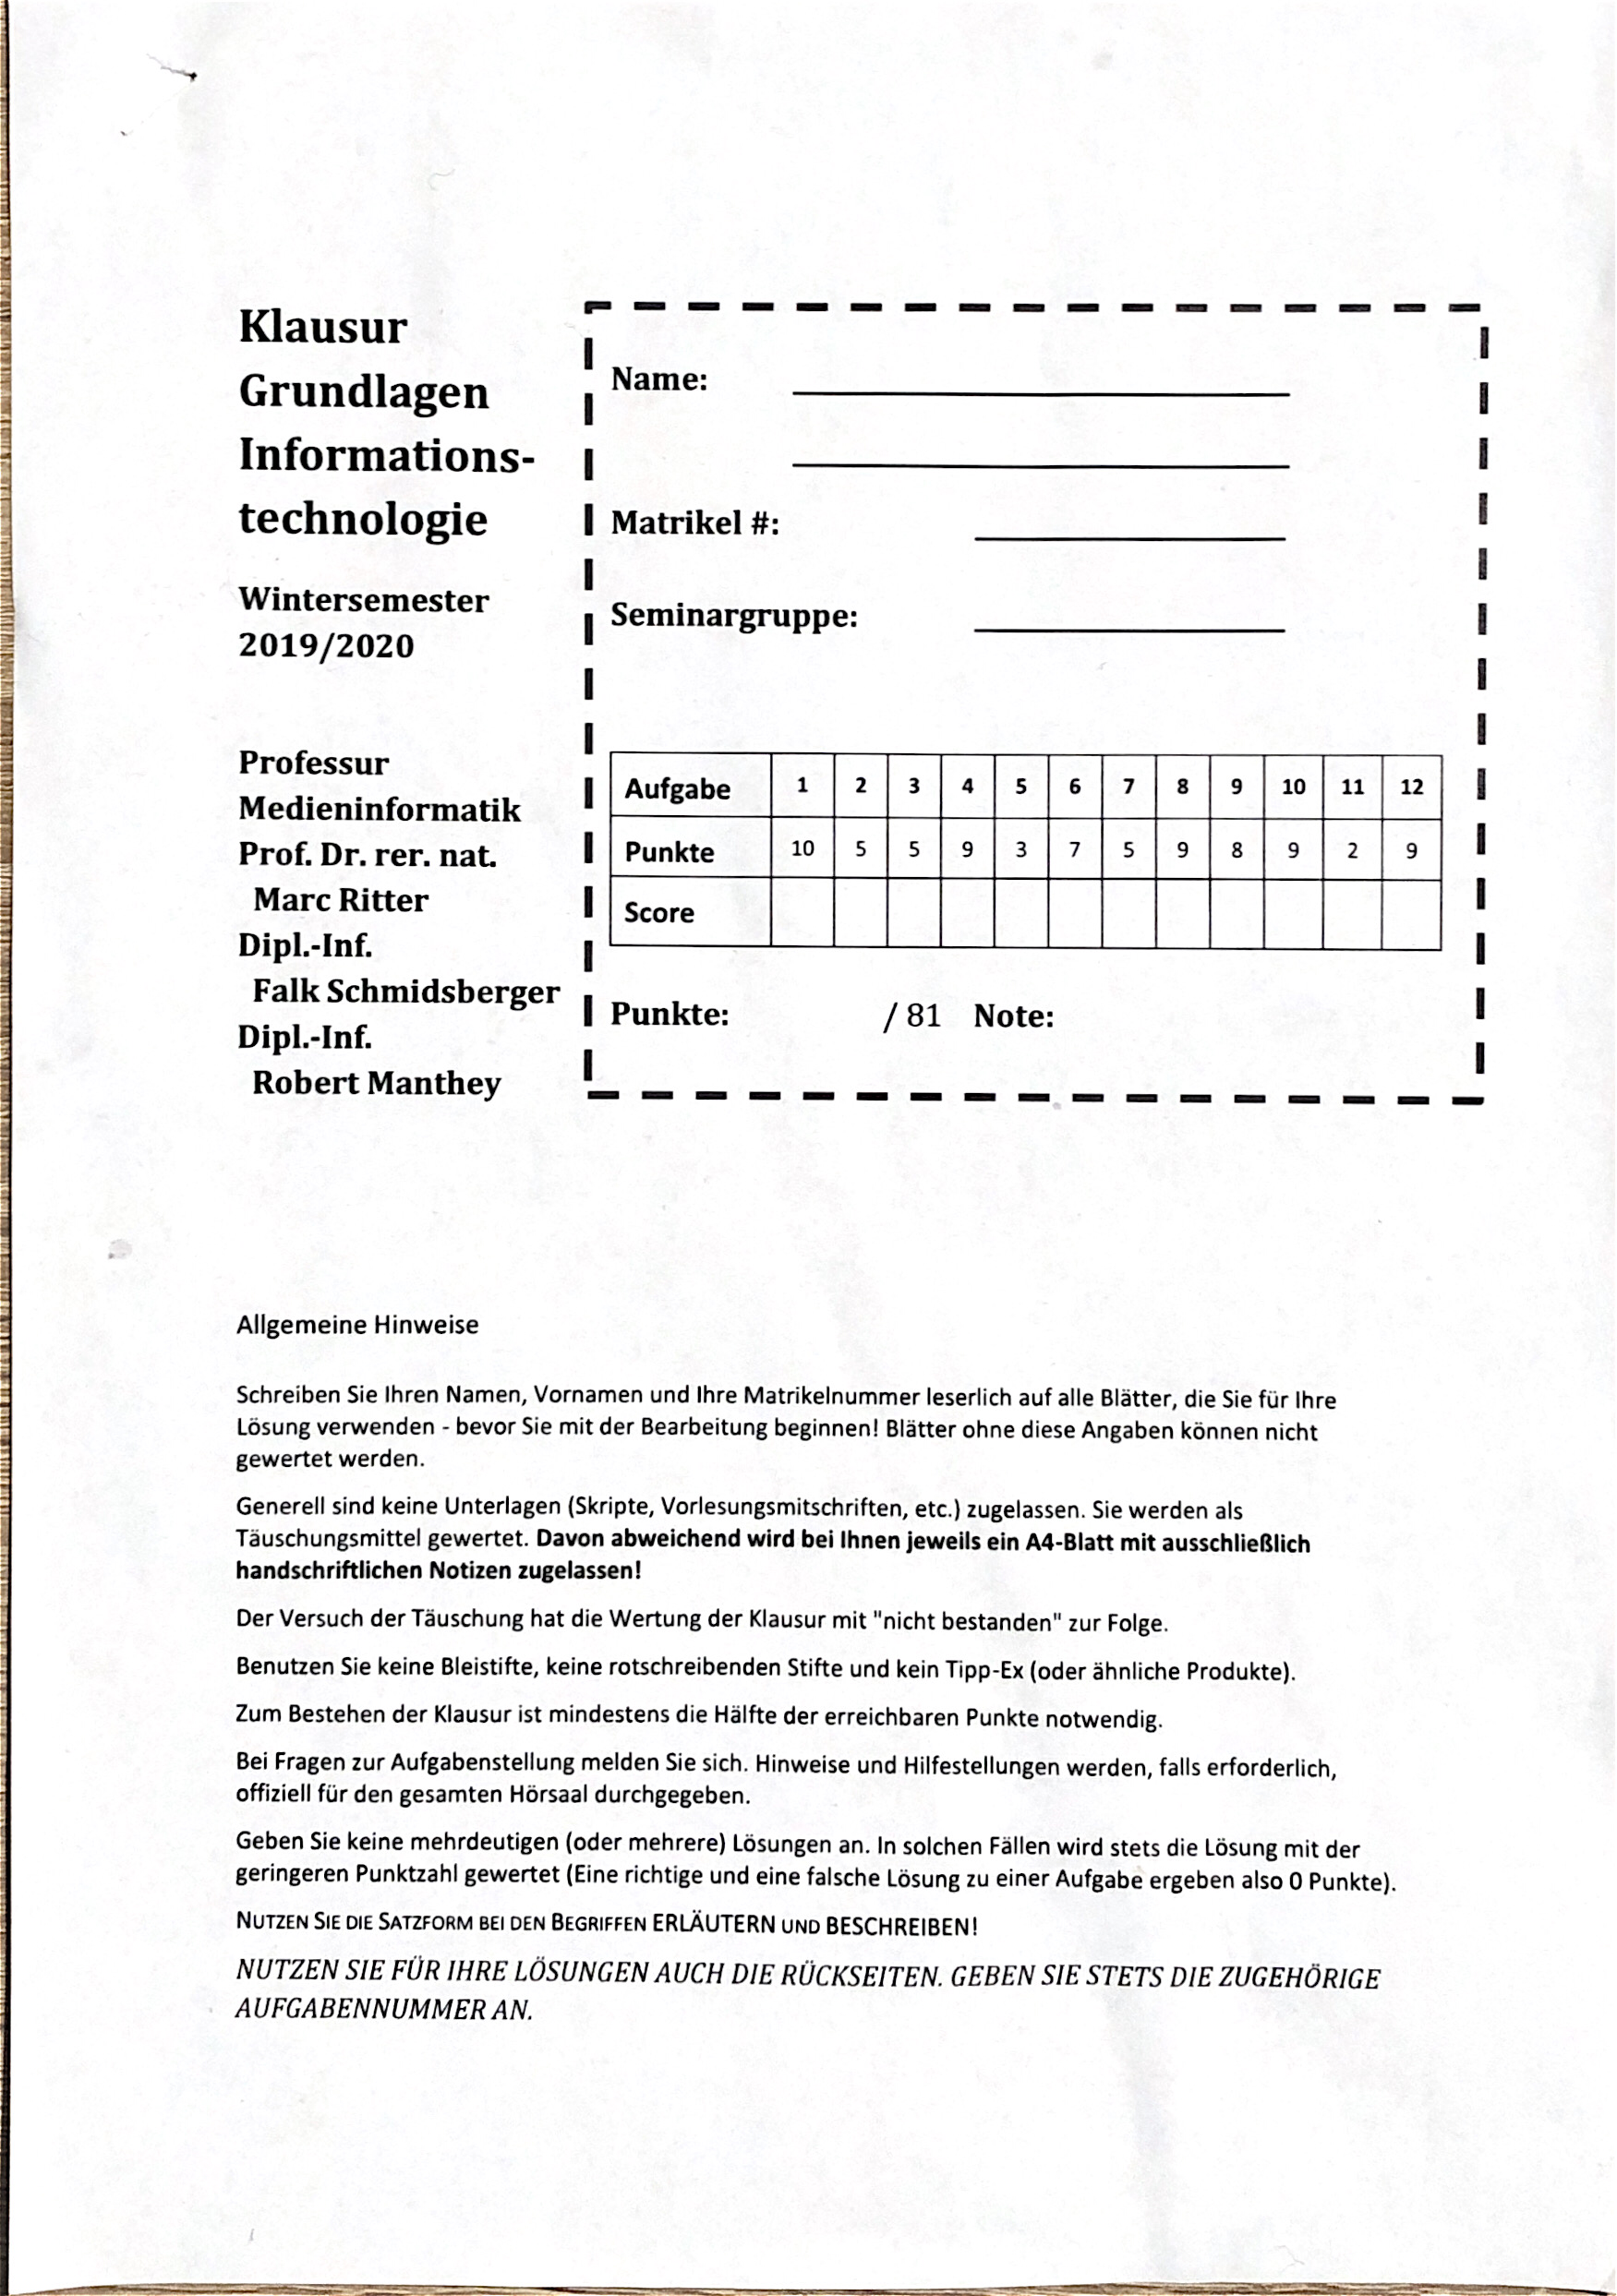 Klausur
Grundlagen
Informations-
technologie
Wintersemester
2019/2020
Professur
Medieninformatik
Prof. Dr. rer. nat.
Marc Ritter
Dipl.-Inf.
Falk Schmidsberger
Dipl.-Inf.
Robert Manthey
Name:
Matrikel #:
Seminargruppe:
Aufgabe 1 2 3 4 5 6 7 8 9 10 11 12
Punkte 10 5 5 9 3 7 5 9 8 9 2 9
Score
Punkte: / 81 Note:
Allgemeine Hinweise
Schreiben Sie Ihren Namen, Vornamen und Ihre Matrikelnummer leserlich auf alle Blätter, die Sie für Ihre
Lösung verwenden - bevor Sie mit der Bearbeitung beginnen! Blätter ohne diese Angaben können nicht
gewertet werden.
Generell sind keine Unterlagen (Skripte, Vorlesungsmitschriften, etc.) zugelassen. Sie werden als
Täuschungsmittel gewertet. Davon abweichend wird bei Ihnen jeweils ein A4-Blatt mit ausschließlich
handschriftlichen Notizen zugelassen!
Der Versuch der Täuschung hat die Wertung der Klausur mit "nicht bestanden" zur Folge.
Benutzen Sie keine Bleistifte, keine rotschreibenden Stifte und kein Tipp-Ex (oder ähnliche Produkte).
Zum Bestehen der Klausur ist mindestens die Hälfte der erreichbaren Punkte notwendig.
Bei Fragen zur Aufgabenstellung melden Sie sich. Hinweise und Hilfestellungen werden, falls erforderlich,
offiziell für den gesamten Hörsaal durchgegeben.
Geben Sie keine mehrdeutigen (oder mehrere) Lösungen an. In solchen Fällen wird stets die Lösung mit der
geringeren Punktzahl gewertet (Eine richtige und eine falsche Lösung zu einer Aufgabe ergeben also 0 Punkte).
NUTZEN SIE DIE SATZFORM BEI DEN BEGRIFFEN ERLÄUTERN UND BESCHREIBEN!
NUTZEN SIE FÜR IHRE LÖSUNGEN AUCH DIE RÜCKSEITEN. GEBEN SIE STETS DIE ZUGEHÖRIGE
AUFGABENNUMMER AN.